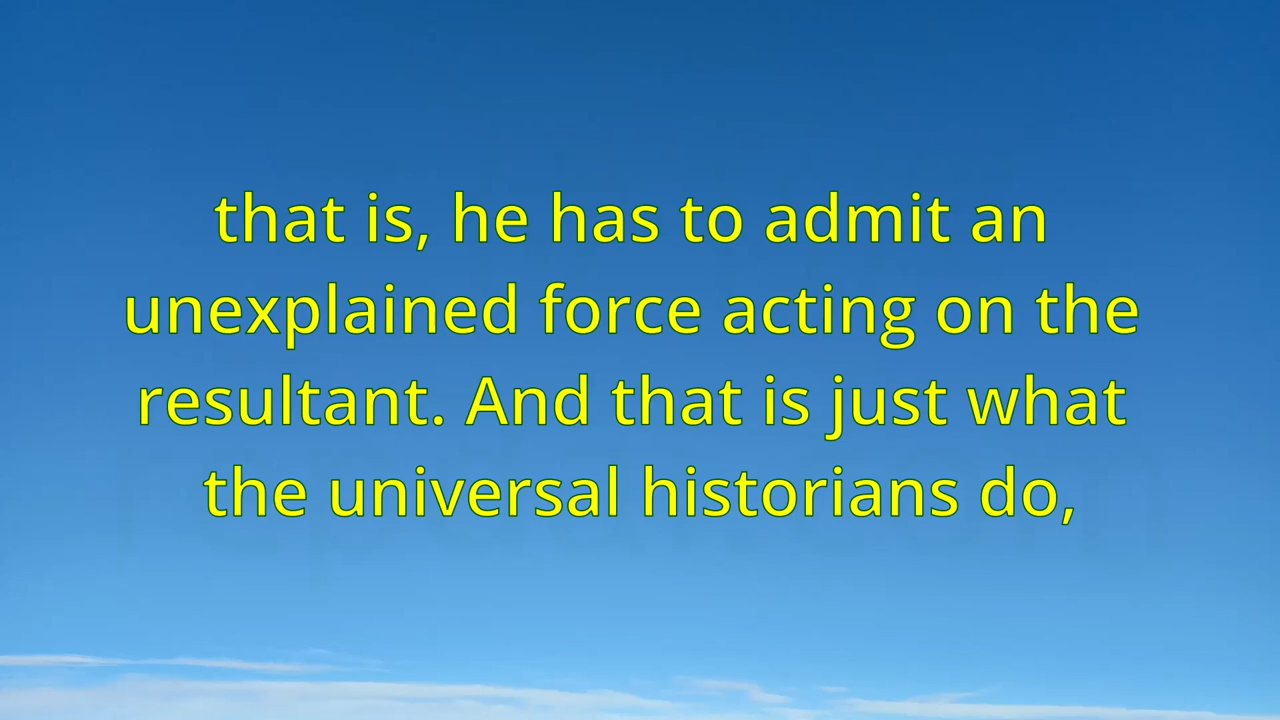 that is, he has to admit an
unexplained force acting on the
resultant. And that is just what
the universal historians do,